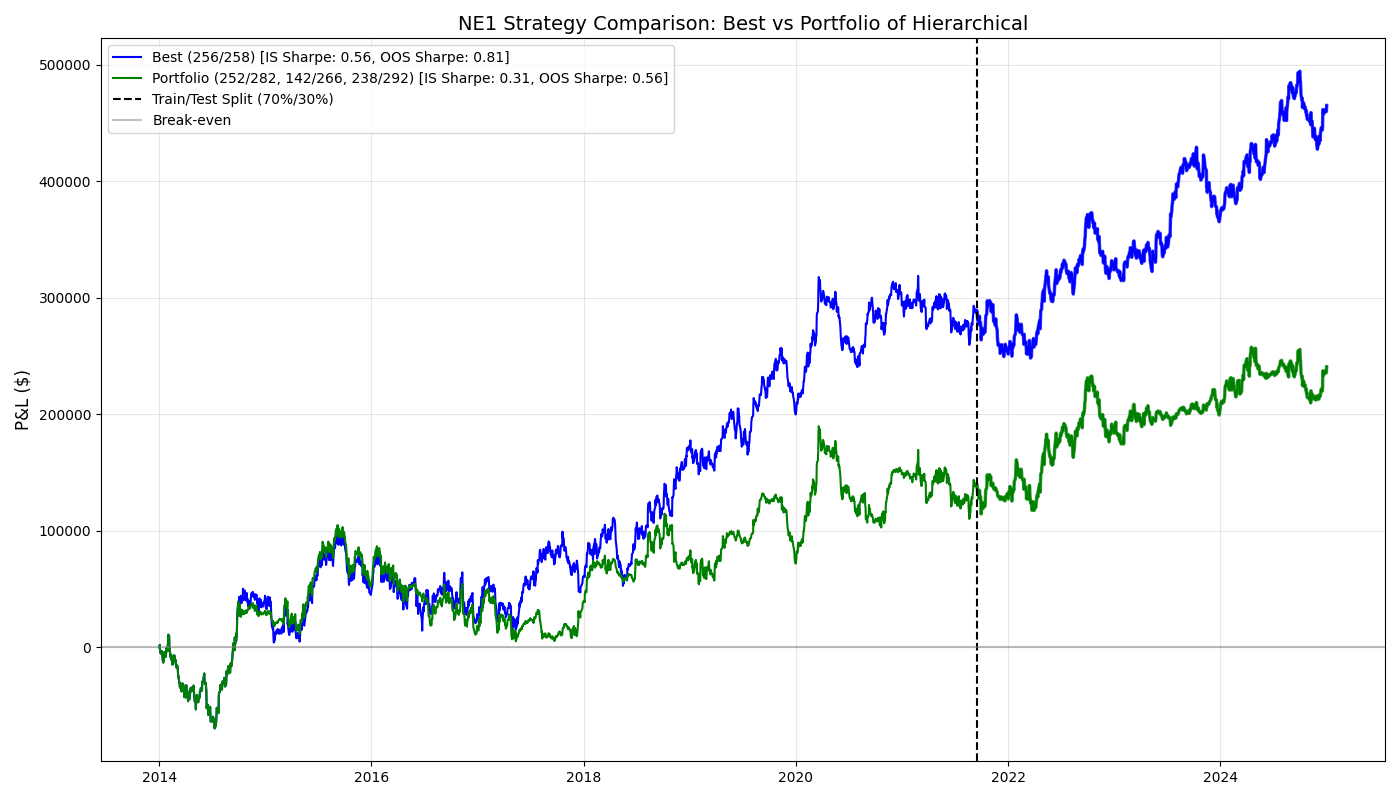 NE1 Strategy Comparison: Best vs Portfolio of Hierarchical
Best (256/258) [IS Sharpe: 0.56, OOS Sharpe: 0.81]
Portfolio (252/282, 142/266, 238/292) [IS Sharpe: 0.31, OOS Sharpe: 0.56]
Train/Test Split (70%/30%)
Break-even
P&L ($)
500000
400000
300000
200000
100000
0
2014
2016
2018
2020
2022
2024